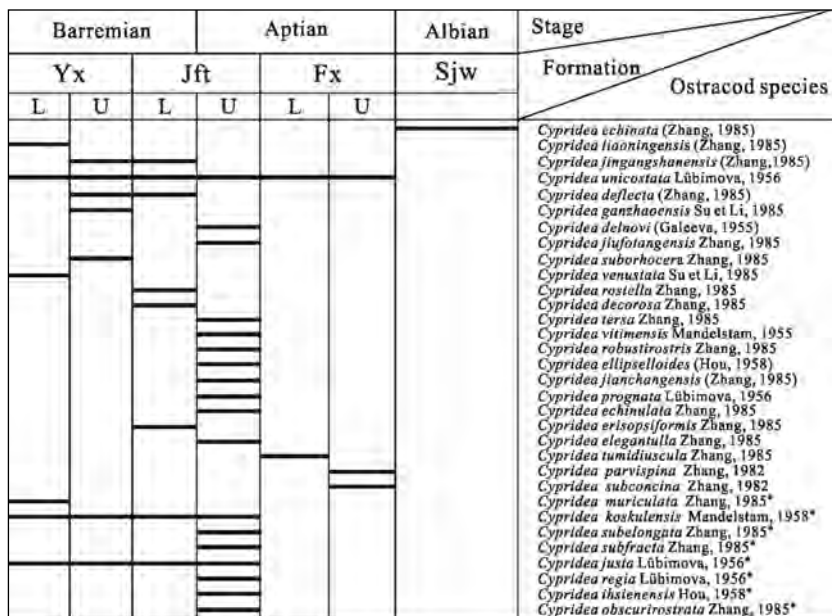 Barremian Aptian Albian Stage
Yx Jft Fx Sjw Formation
Ostracod species
L U L U L U
Cypridea echinata (Zhang, 1985)
Cypridea liaoningensis (Zhang, 1985)
Cypridea jingangshanensis (Zhang,1985)
Cypridea unicostata Lûbimova, 1956
Cypridea deflecta (Zhang, 1985)
Cypridea ganzhaoensis Su et Li, 1985
Cypridea delnovi (Galeeva, 1955)
Cypridea jiufotangensis Zhang, 1985
Cypridea suborhocera Zhang, 1985
Cypridea venustata Su et Li, 1985
Cypridea rostella Zhang, 1985
Cypridea decorosa Zhang, 1985
Cypridea tersa Zhang, 1985
Cypridea vitimensis Mandelstam, 1955
Cypridea robustirostris Zhang, 1985
Cypridea ellipselloides (Hou, 1958)
Cypridea jianchangensis (Zhang, 1985)
Cypridea prognata Lûbimova, 1956
Cypridea echinulata Zhang, 1985
Cypridea erisopsiformis Zhang, 1985
Cypridea elegantulla Zhang, 1985
Cypridea tumidiuscula Zhang, 1985
Cypridea parvispina Zhang, 1982
Cypridea subconcina Zhang, 1982
Cypridea muriculata Zhang, 1985*
Cypridea koskulensis Mandelstam, 1958*
Cypridea subelongata Zhang, 1985*
Cypridea subfracta Zhang, 1985*
Cypridea justa Lûbimova, 1956*
Cypridea regia Lûbimova, 1956*
Cypridea ihsienensis Hou, 1958*
Cypridea obscurirostrata Zhang, 1985*